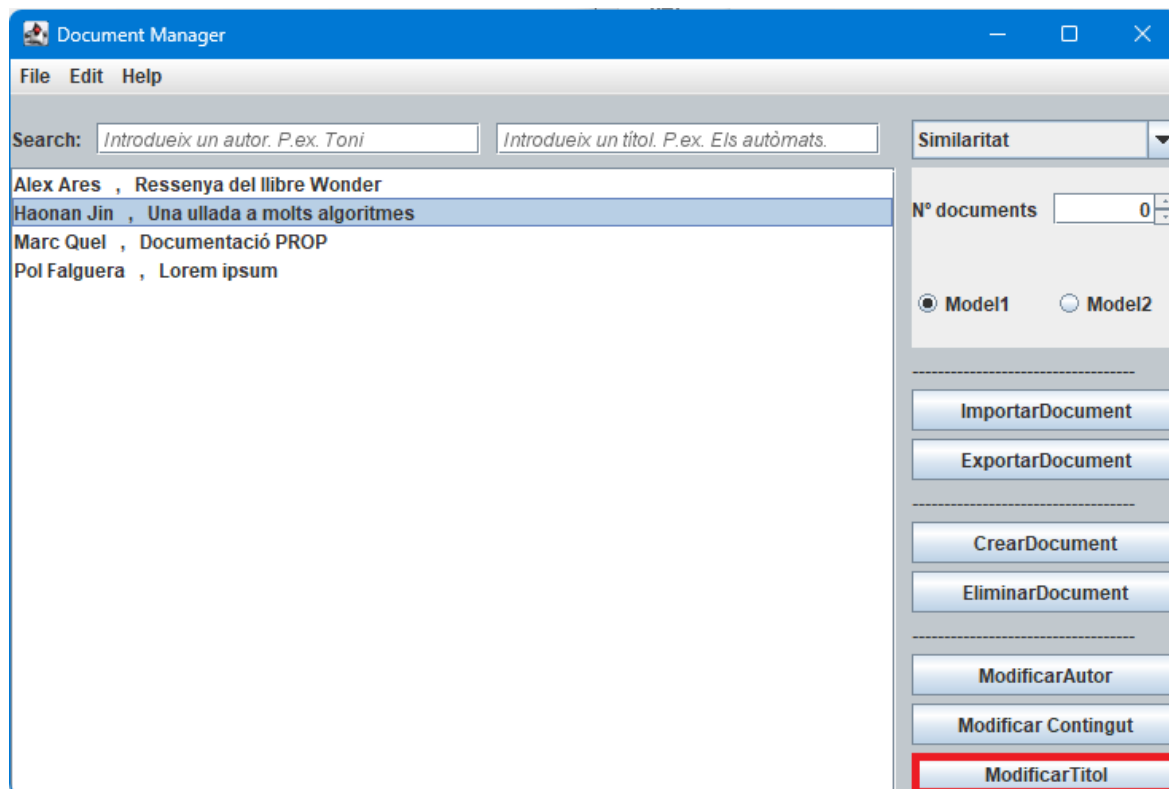 Document Manager
File Edit Help
Search: Introdueix un autor. P.ex. Toni Introdueix un títol. P.ex. Els autòmats. Similaritat
Alex Ares , Ressenya del llibre Wonder
Haonan Jin , Una ullada a molts algoritmes
Marc Quel , Documentació PROP
Pol Falguera , Lorem ipsum
Nº documents 0
Model1 Model2
-----------------------------------
ImportarDocument
ExportarDocument
-----------------------------------
CrearDocument
EliminarDocument
-----------------------------------
ModificarAutor
Modificar Contingut
ModificarTitol